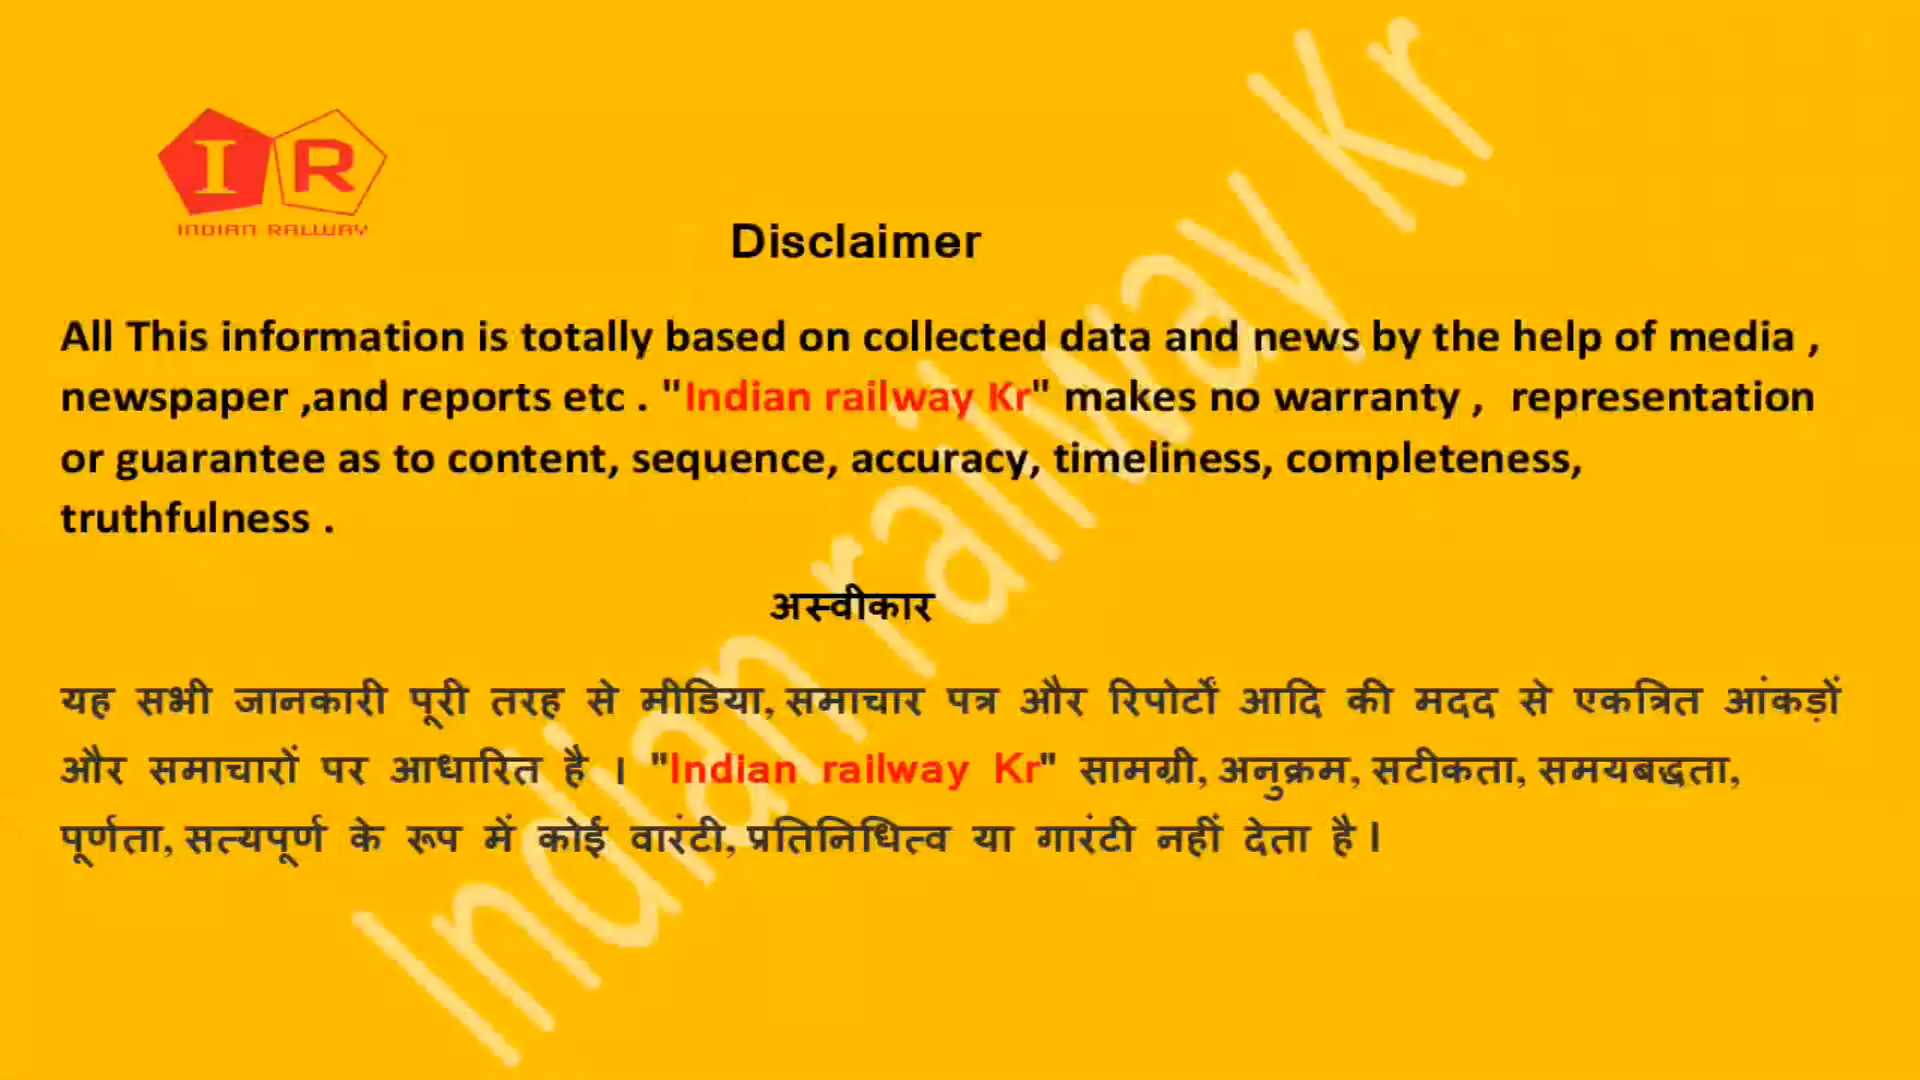 I R
INDIAN RALWAY
Disclaimer
All This information is totally based on collected data and news by the help of media ,
newspaper ,and reports etc . "Indian railway Kr" makes no warranty , representation
or guarantee as to content, sequence, accuracy, timeliness, completeness,
truthfulness .
अस्वीकार
यह सभी जानकारी पूरी तरह से मीडिया, समाचार पत्र और रिपोर्टों आदि की मदद से एकत्रित आंकड़ों
और समाचारों पर आधारित है । "Indian railway Kr" सामग्री, अनुक्रम, सटीकता, समयबद्धता,
पूर्णता, सत्यपूर्ण के रूप में कोई वारंटी, प्रतिनिधित्व या गारंटी नहीं देता है।
Indian railway Kr